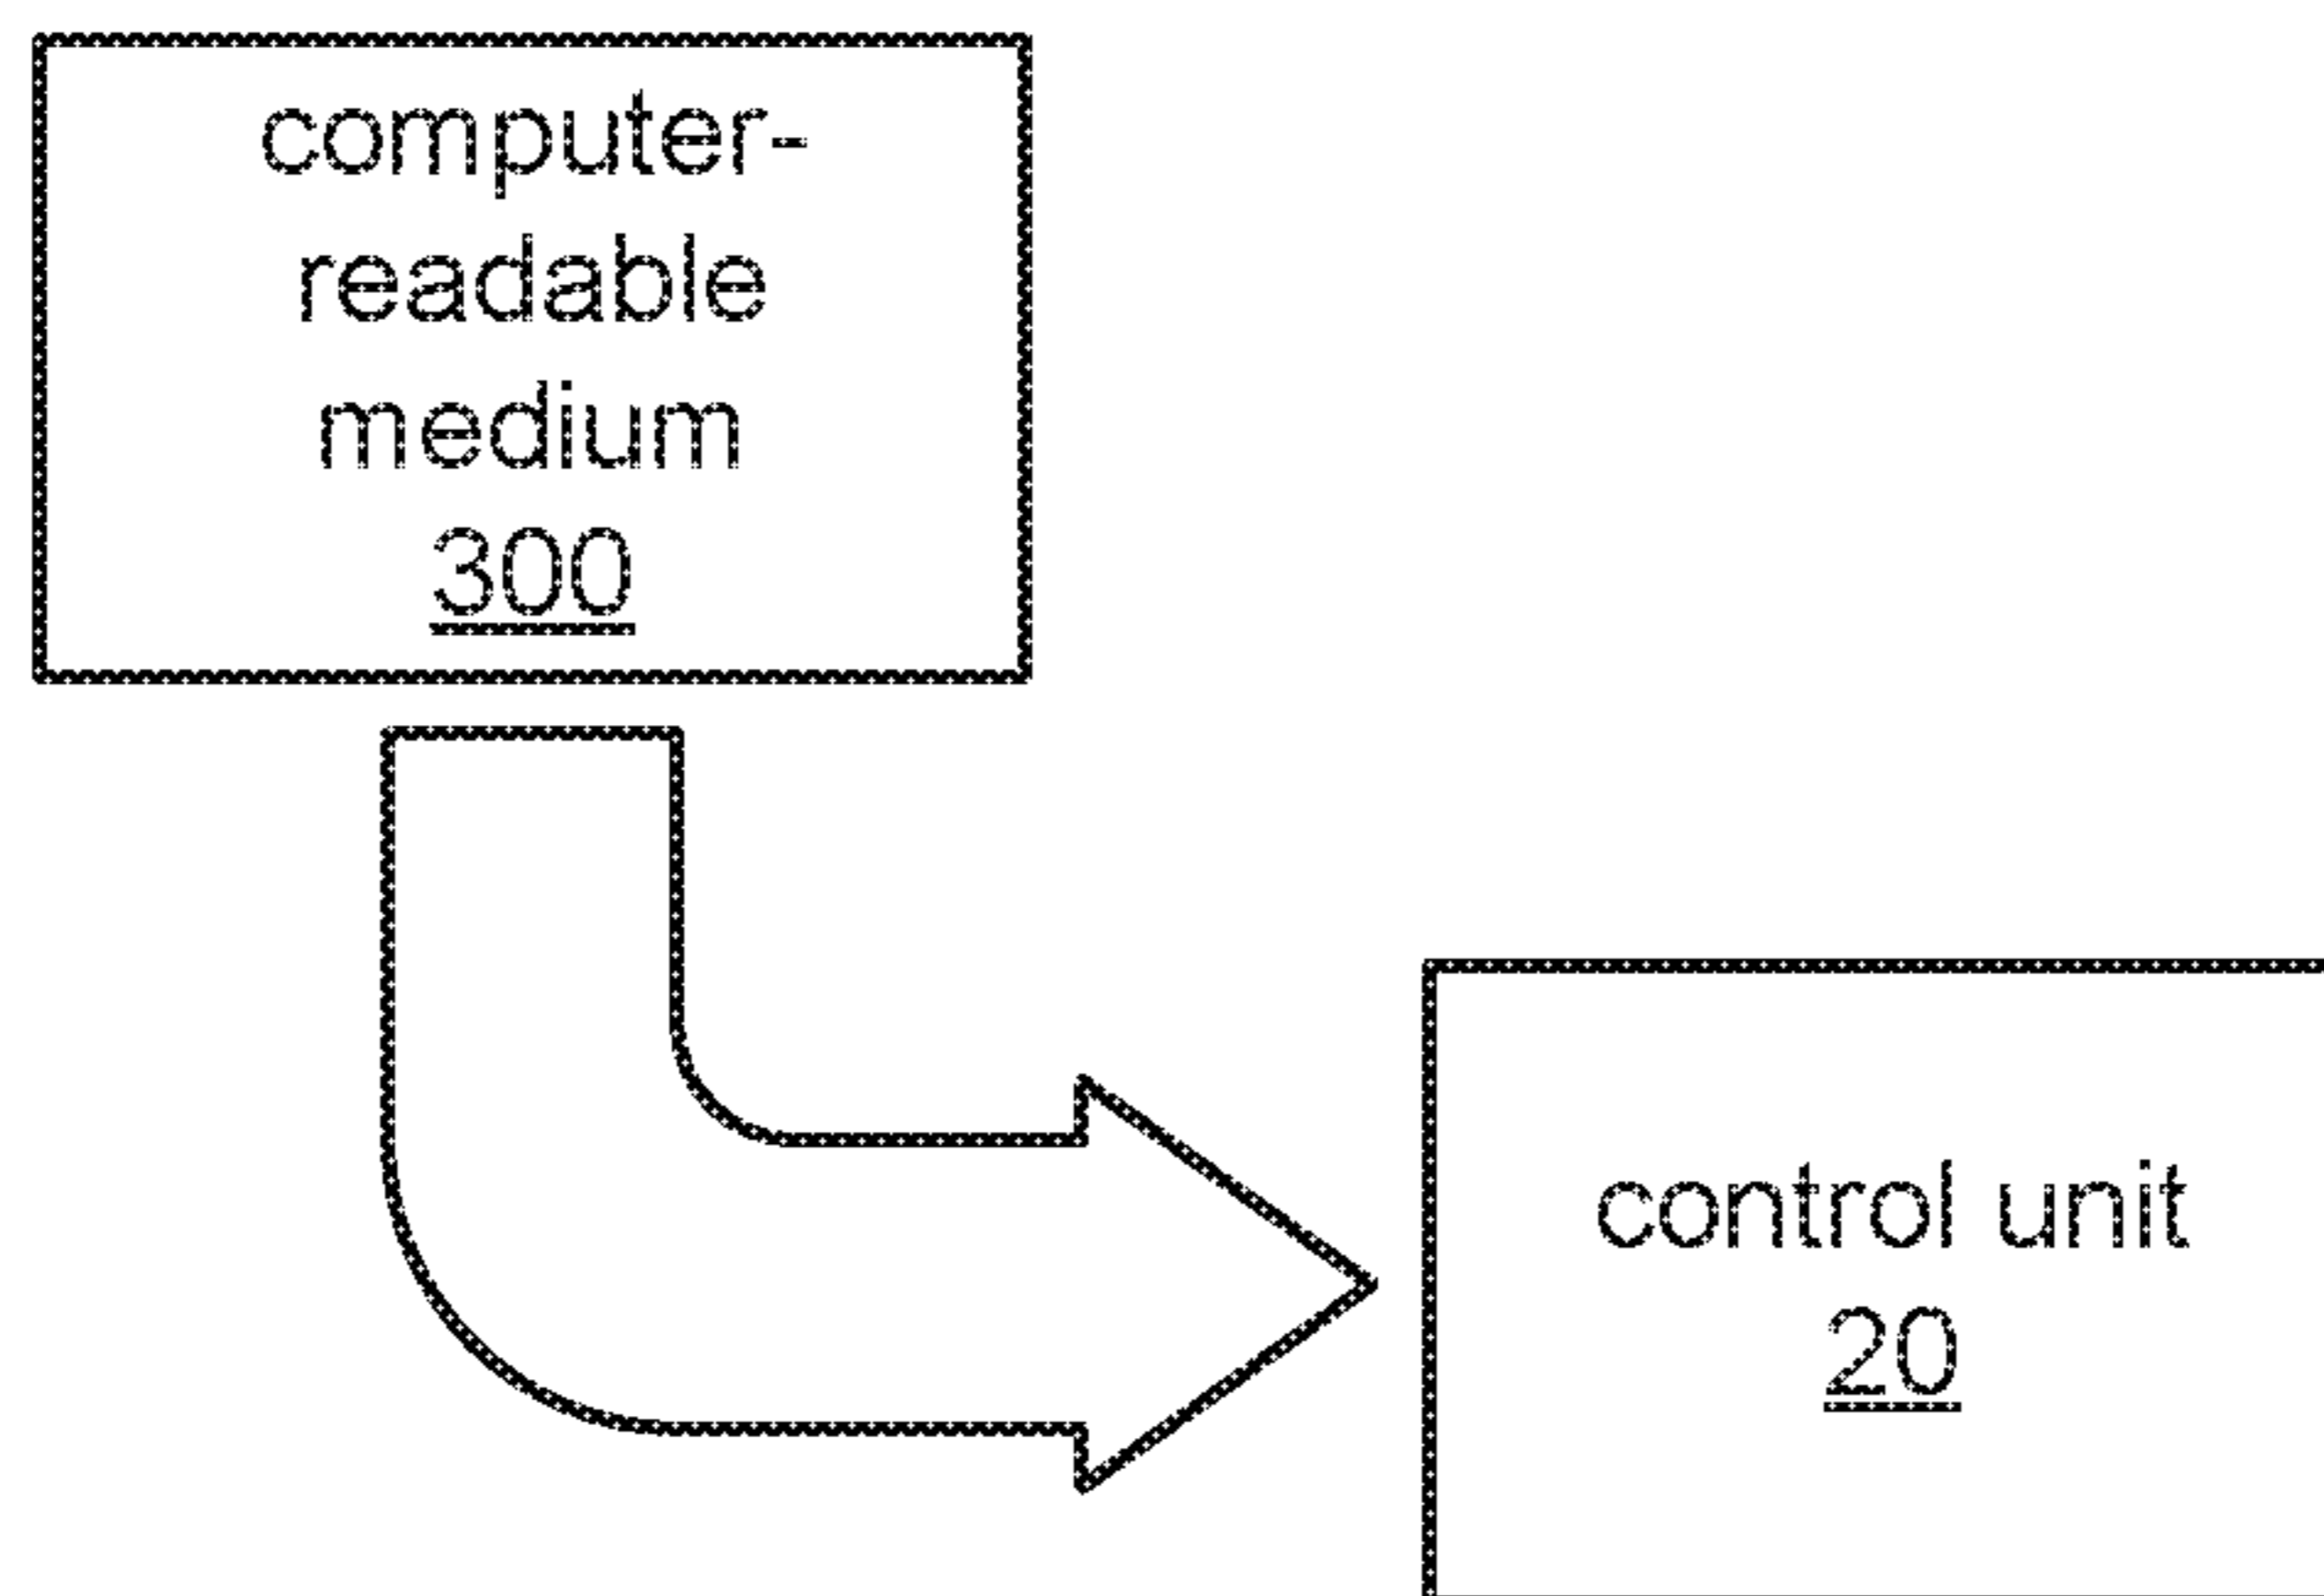 computer-
readable
medium
300
control unit
20